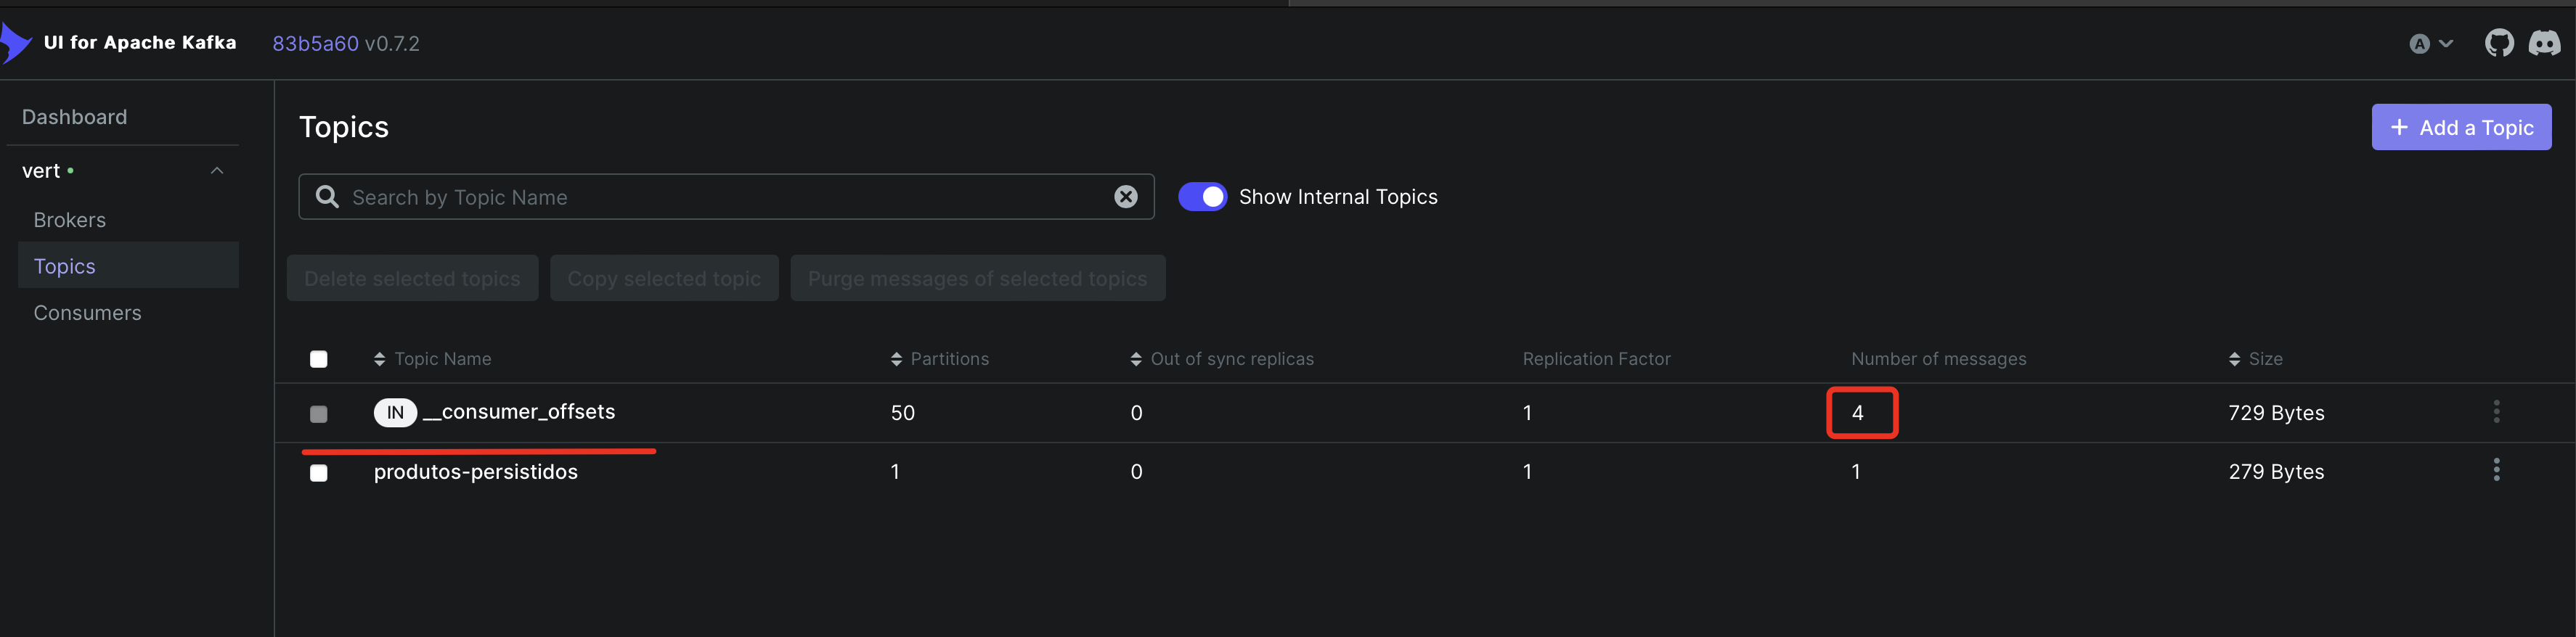 UI for Apache Kafka 83b5a60 v0.7.2 A
Dashboard
vert
Brokers
Topics
Consumers
Topics
Add a Topic
Search by Topic Name
Show Internal Topics
Delete selected topics Copy selected topic Purge messages of selected topics
Topic Name Partitions Out of sync replicas Replication Factor Number of messages Size
IN __consumer_offsets 50 0 1 4 729 Bytes
produtos-persistidos 1 0 1 1 279 Bytes